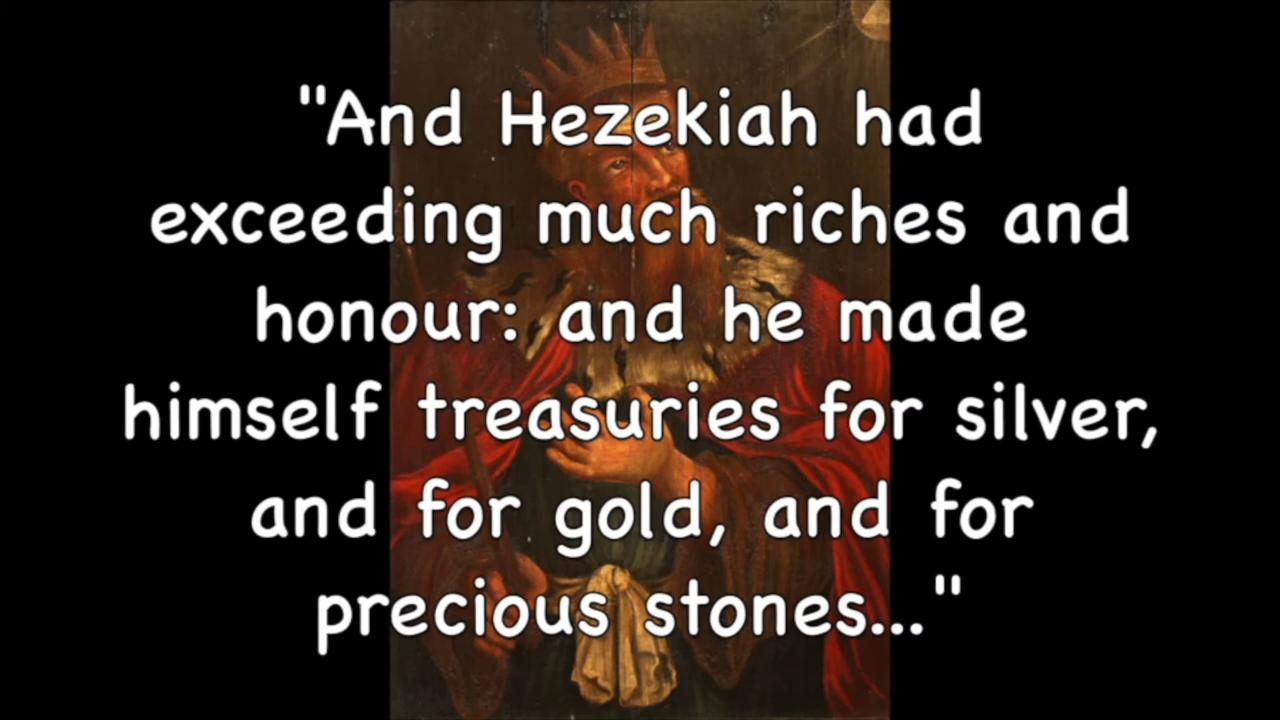 "And Hezekiah had
exceeding much riches and
honour: and he made
himself treasuries for silver,
and for gold, and for
precious stones..."